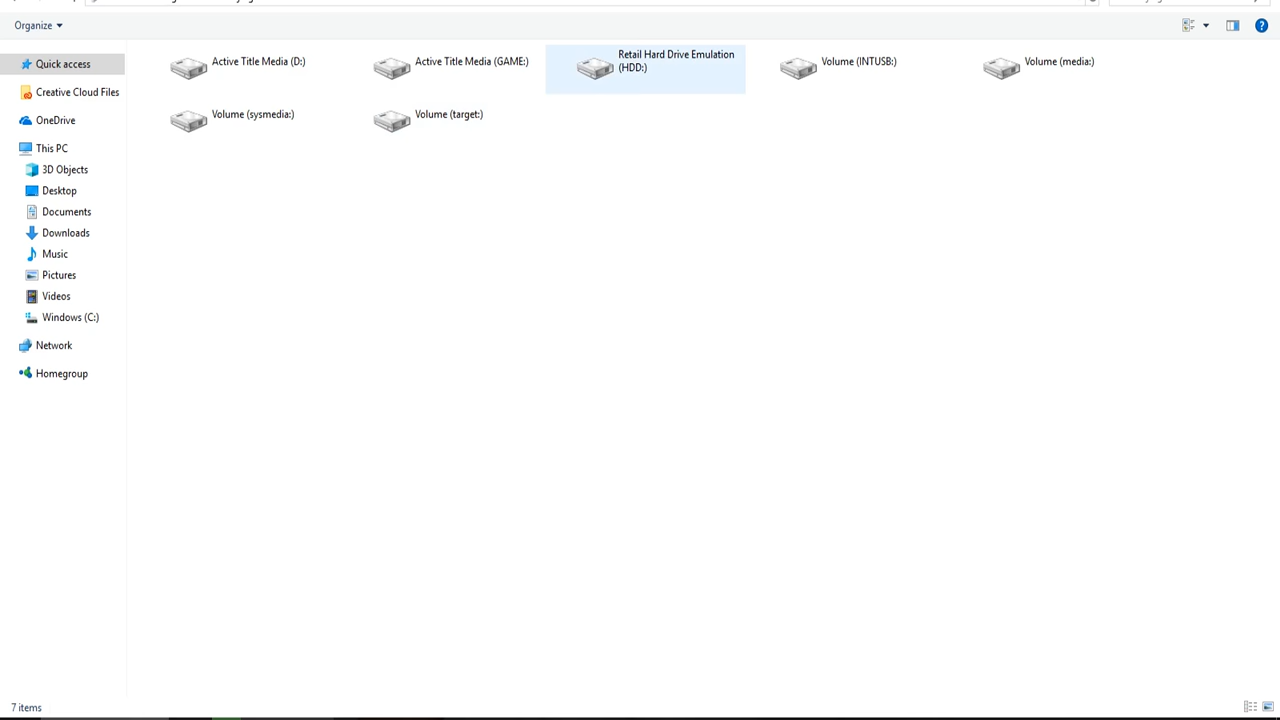 Organize
Quick access
Creative Cloud Files
OneDrive
This PC
3D Objects
Desktop
Documents
Downloads
Music
Pictures
Videos
Windows (C:)
Network
Homegroup
Active Title Media (D:)
Active Title Media (GAME:)
Retail Hard Drive Emulation
(HDD:)
Volume (INTUSB:)
Volume (media:)
Volume (sysmedia:)
Volume (target:)
7 items